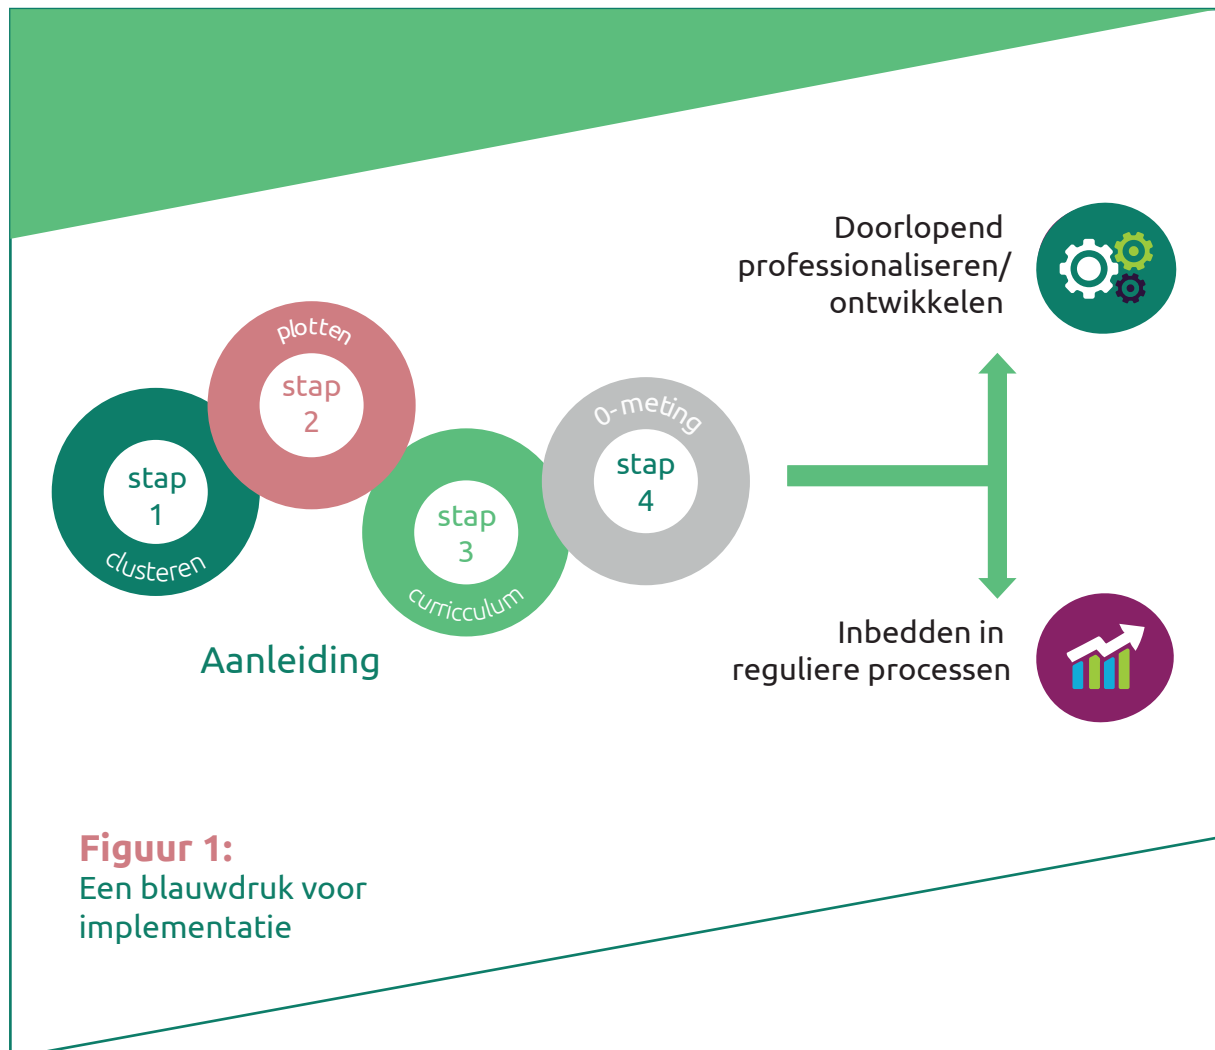 Doorlopend
professionaliseren/
ontwikkelen
plotten
stap
2
stap
1
clusteren
stap
3
curricculum
0-meting
stap
4
Aanleiding
Inbedden in
reguliere processen
Figuur 1:
Een blauwdruk voor
implementatie